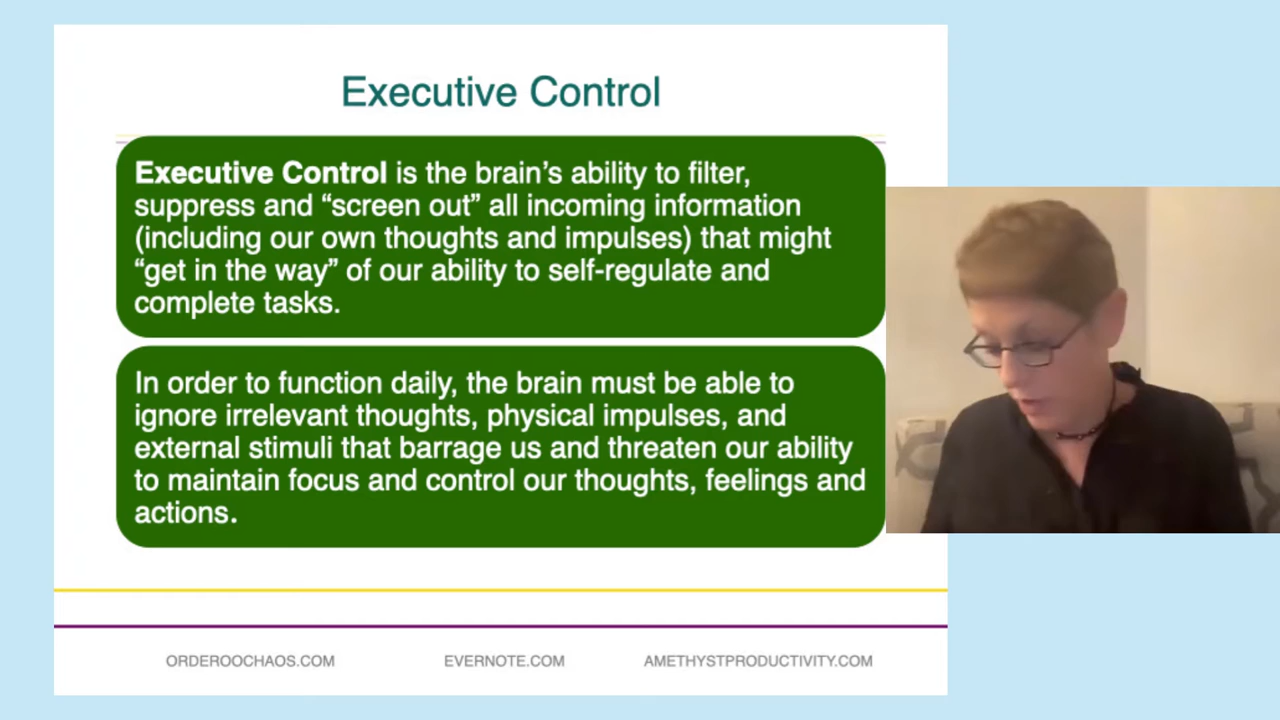 Executive Control
Executive Control is the brain’s ability to filter,
suppress and “screen out” all incoming information
(including our own thoughts and impulses) that might
“get in the way” of our ability to self-regulate and
complete tasks.
In order to function daily, the brain must be able to
ignore irrelevant thoughts, physical impulses, and
external stimuli that barrage us and threaten our ability
to maintain focus and control our thoughts, feelings and
actions.
ORDEROOCHAOS.COM
EVERNOTE.COM
AMETHYSTPRODUCTIVITY.COM